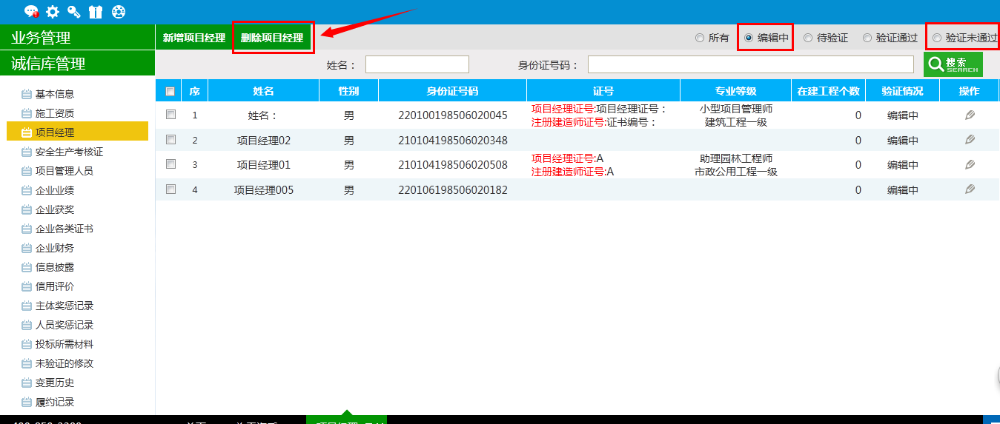 业务管理
诚信库管理
基本信息
施工资质
项目经理
安全生产考核证
项目管理人员
企业业绩
企业获奖
企业各类证书
企业财务
信息披露
信用评价
主体奖惩记录
人员奖惩记录
投标所需材料
未验证的修改
变更历史
履约记录
新增项目经理 删除项目经理 所有 编辑中 待验证 验证通过 验证未通过
姓名： 身份证号码： 搜索
SEARCH
序 姓名 性别 身份证号码 证号 专业等级 在建工程个数 验证情况 操作
1 姓名： 男 220100198506020045 项目经理证号:项目经理证号： 小型项目管理师 0 编辑中
注册建造师证号:证书编号： 建筑工程一级
2 项目经理02 男 210104198506020348 0 编辑中
3 项目经理01 男 210104198506020508 项目经理证号:A 助理园林工程师 0 编辑中
注册建造师证号:A 市政公用工程一级
4 项目经理005 男 220106198506020182 0 编辑中